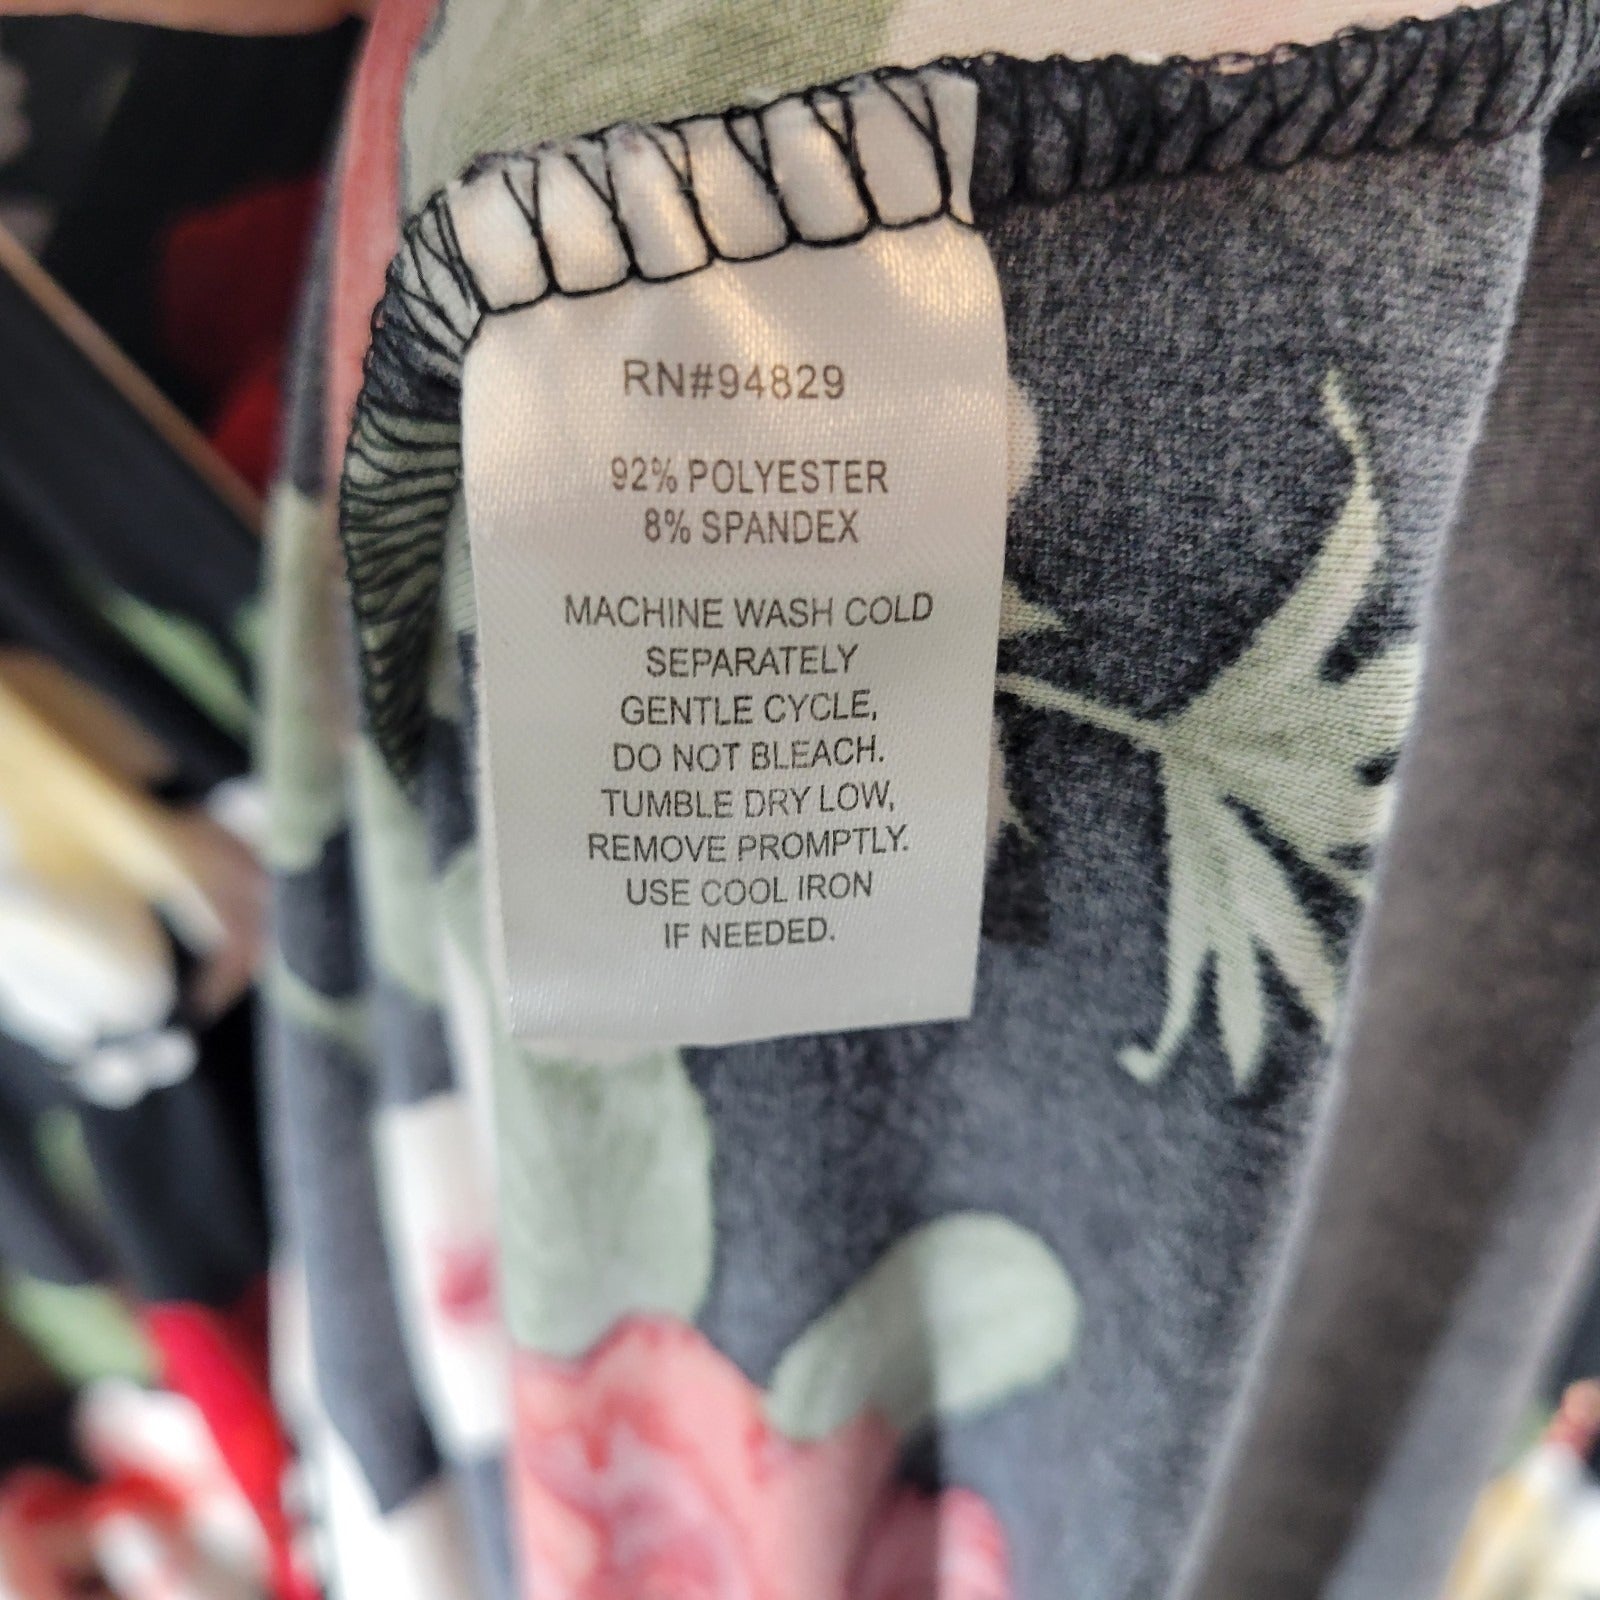 RN#94829
92% POLYESTER
8% SPANDEX
MACHINE WASH COLD
SEPARATELY
GENTLE CYCLE,
DO NOT BLEACH.
TUMBLE DRY LOW,
REMOVE PROMPTLY.
USE COOL IRON
IF NEEDED.